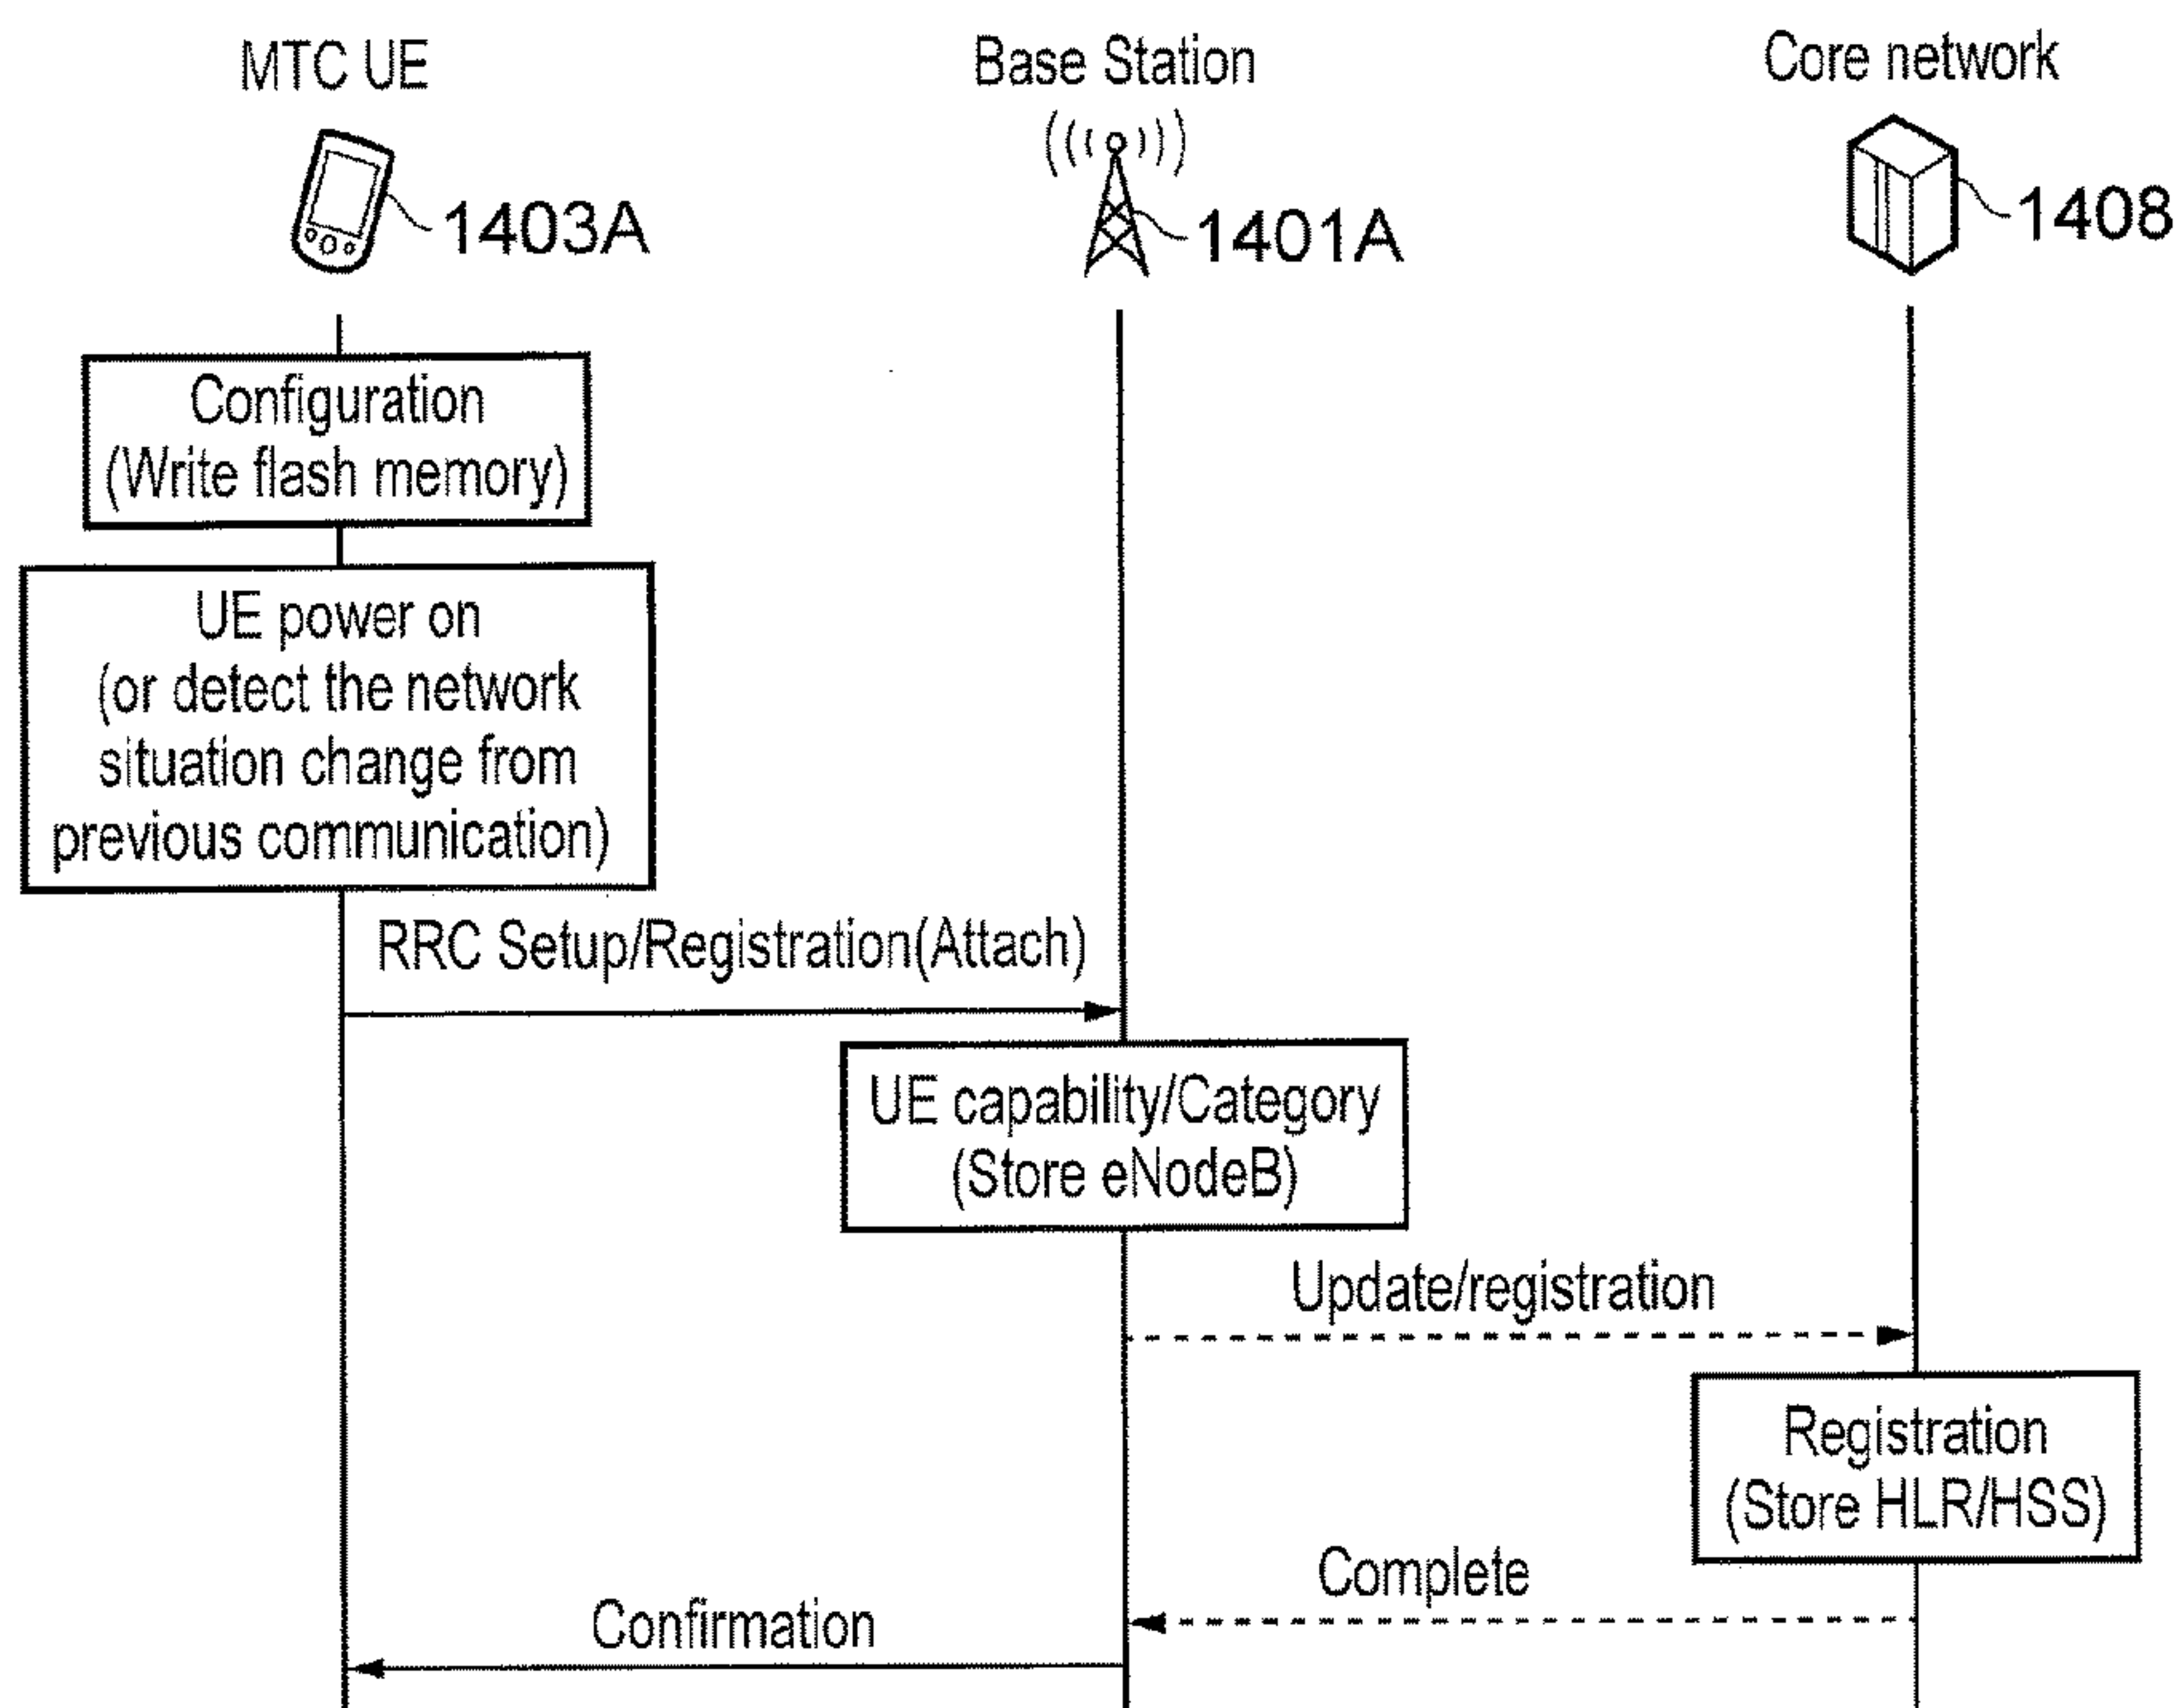 MTC UE
Base Station
Core network
1403A
1401A
1408
Configuration
(Write flash memory)
UE power on
(or detect the network
situation change from
previous communication)
RRC Setup/Registration(Attach)
UE capability/Category
(Store eNodeB)
Update/registration
Registration
(Store HLR/HSS)
Complete
Confirmation